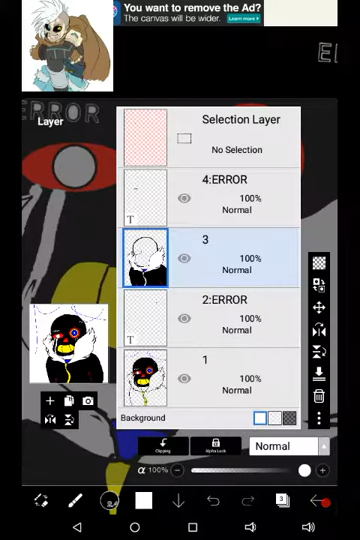 You want to remove the Ad?
The canvas will be wider.
Learn more
ERROR
Layer
Selection Layer
No Selection
4:ERROR
100%
Normal
T
3
100%
Normal
2:ERROR
100%
Normal
T
1
100%
Normal
Background
Clipping
Alpha Lock
Normal
α 100%
3